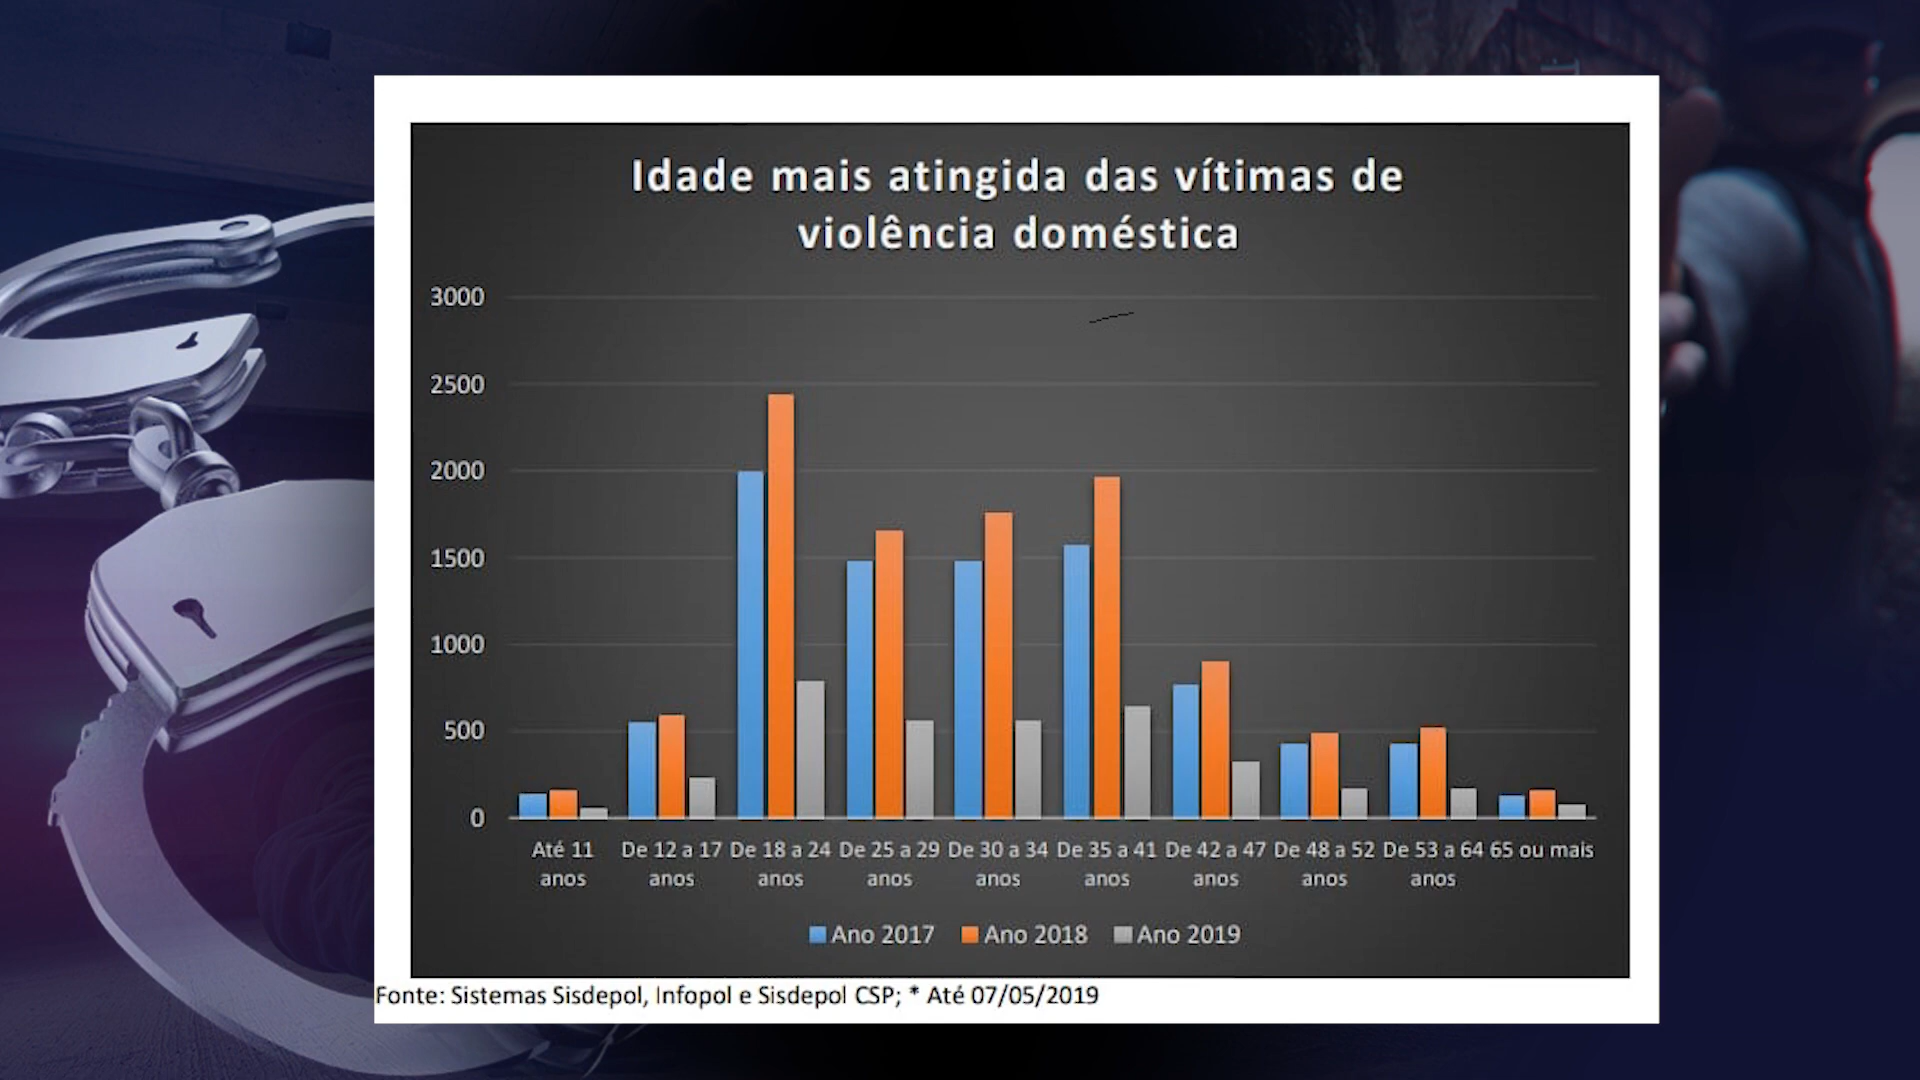 Idade mais atingida das vítimas de
violência doméstica
3000
2500
2000
1500
1000
500
0
Até 11 De 12 a 17 De 18 a 24 De 25 a 29 De 30 a 34 De 35 a 41 De 42 a 47 De 48 a 52 De 53 a 64 65 ou mais
anos anos anos anos anos anos anos anos anos
Ano 2017 Ano 2018 Ano 2019
Fonte: Sistemas Sisdepol, Infopol e Sisdepol CSP; * Até 07/05/2019